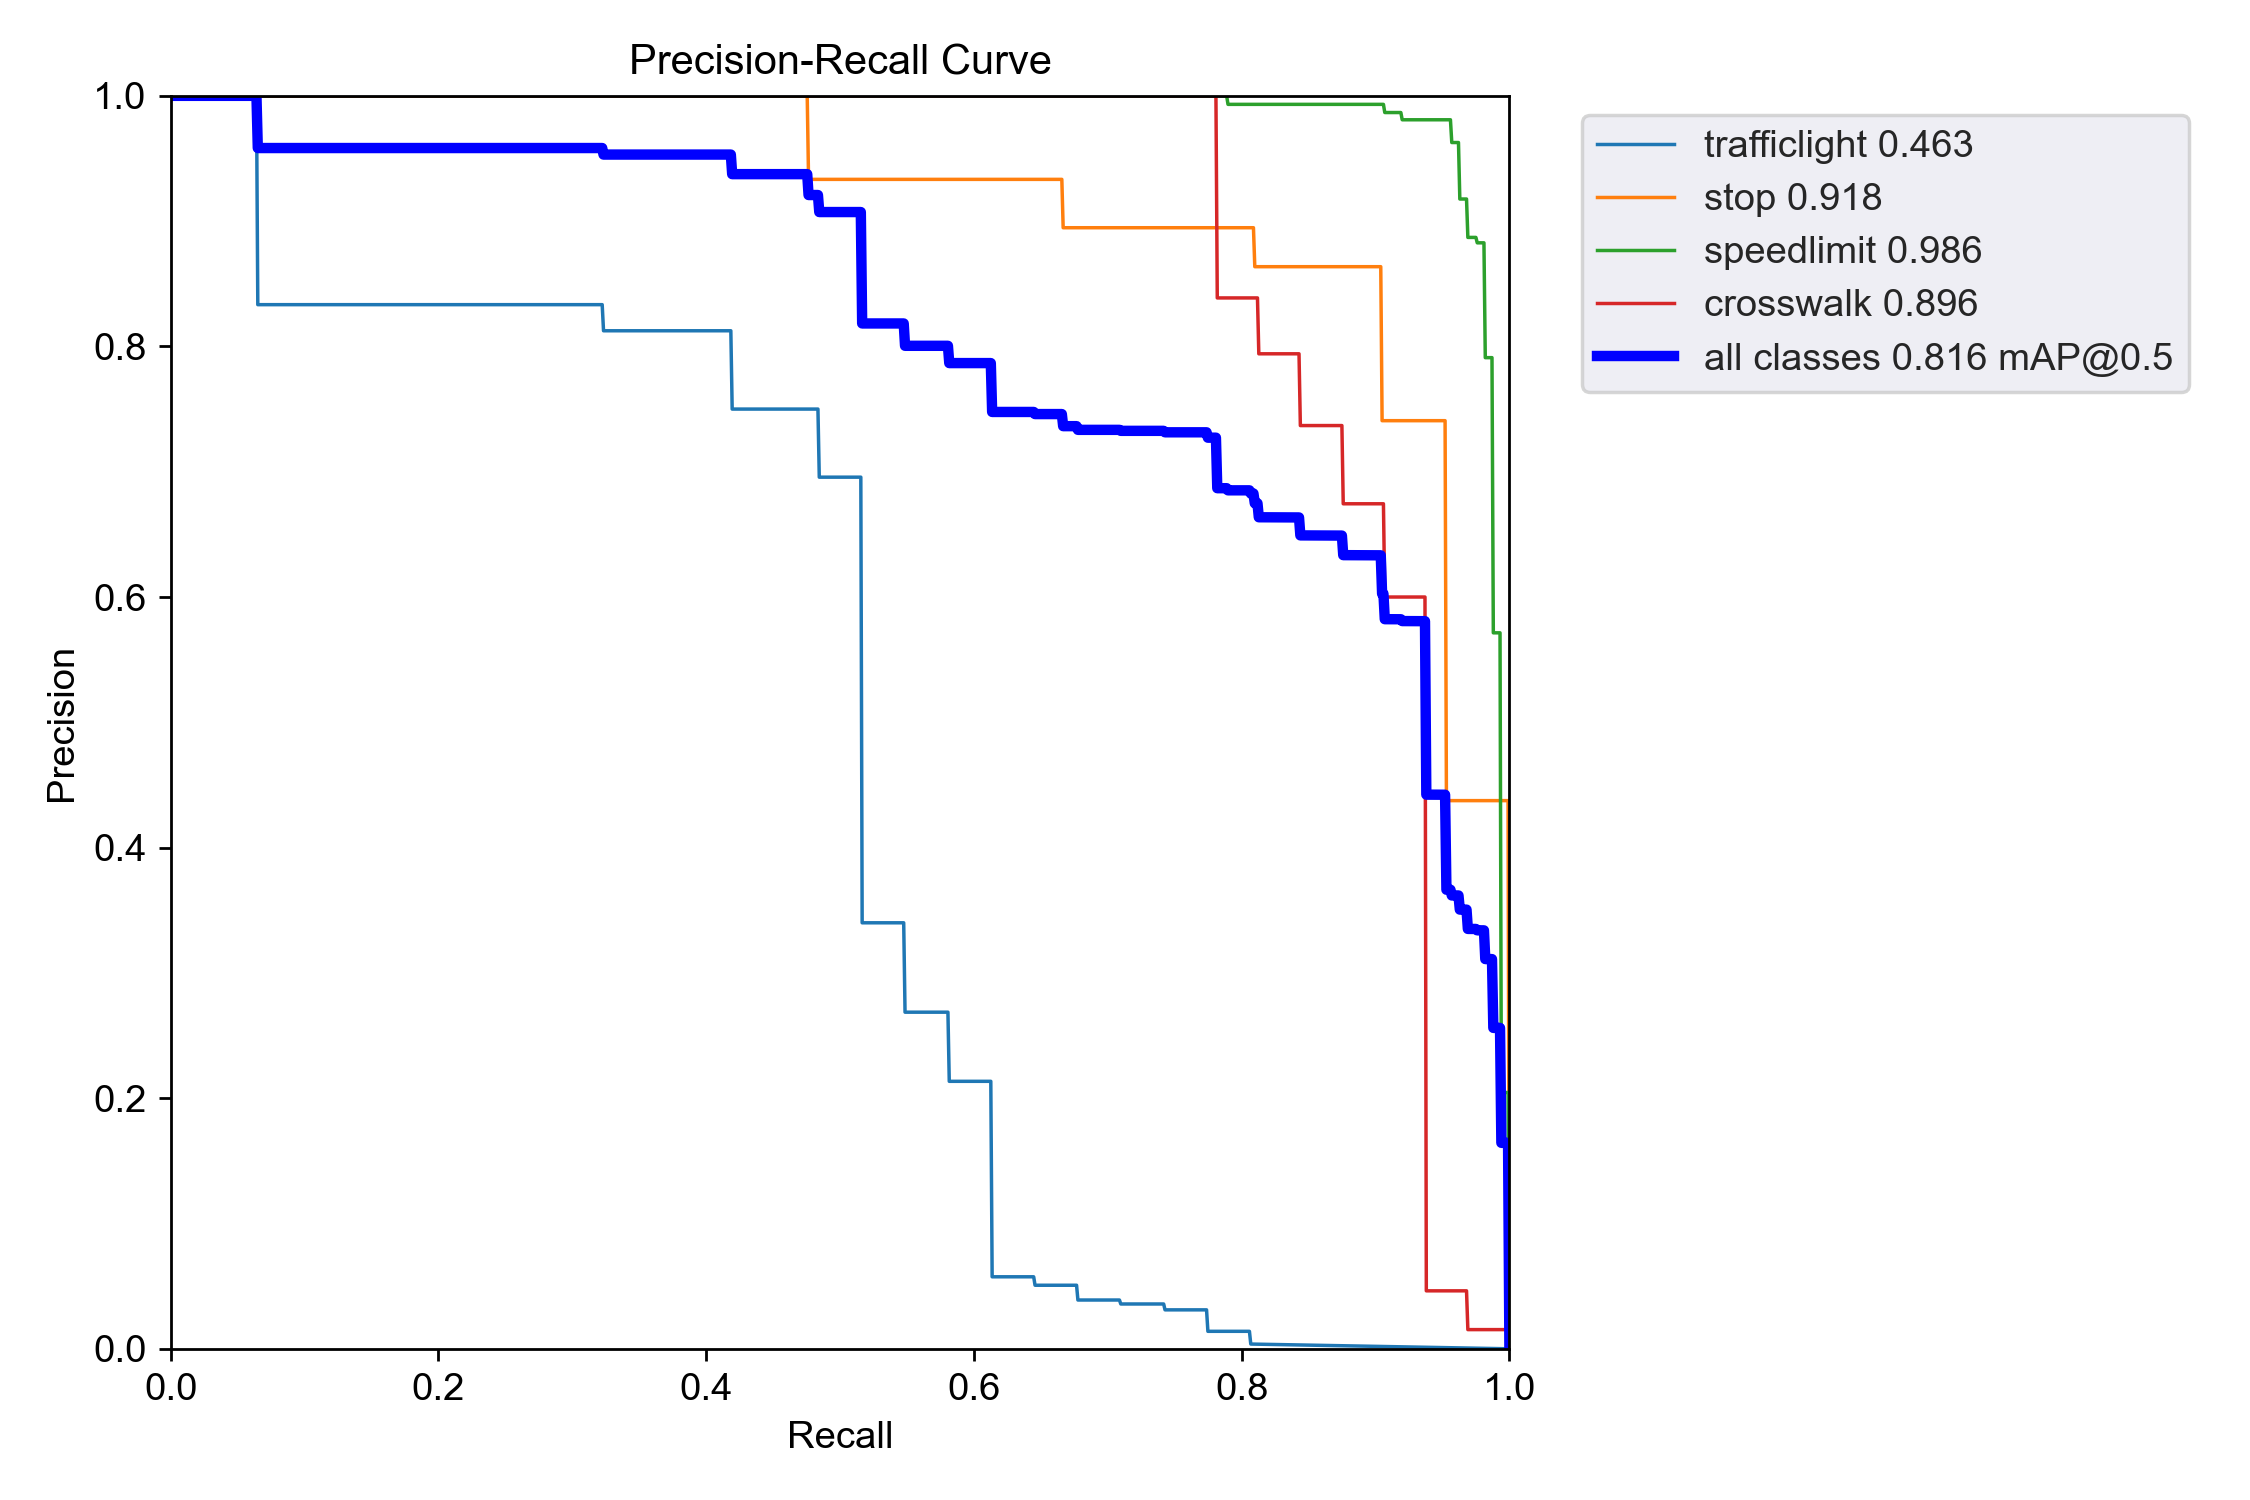 Precision-Recall Curve
1.0
0.8
0.6
0.4
0.2
0.0
Precision
0.0 0.2 0.4 0.6 0.8 1.0
Recall
trafficlight 0.463
stop 0.918
speedlimit 0.986
crosswalk 0.896
all classes 0.816 mAP@0.5